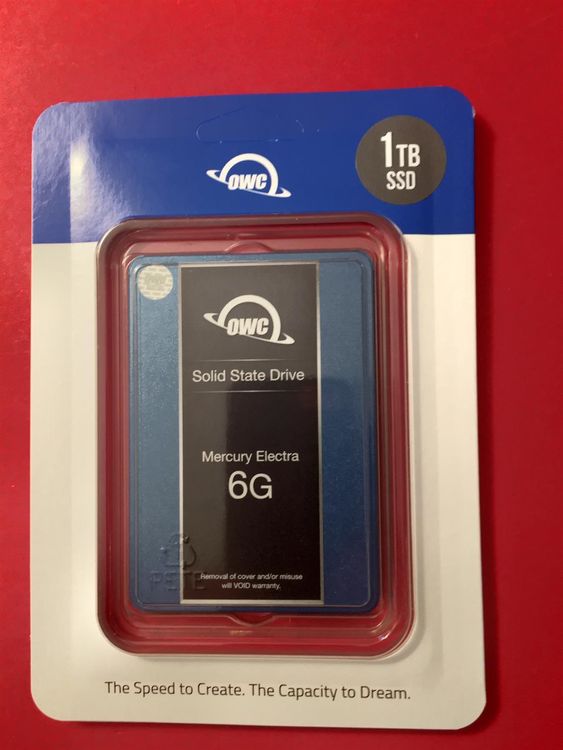 OWC
1TB
SSD
OWC
Solid State Drive
Mercury Electra
6G
PETE
Removal of cover and/or misuse
will VOID warranty.
The Speed to Create. The Capacity to Dream.